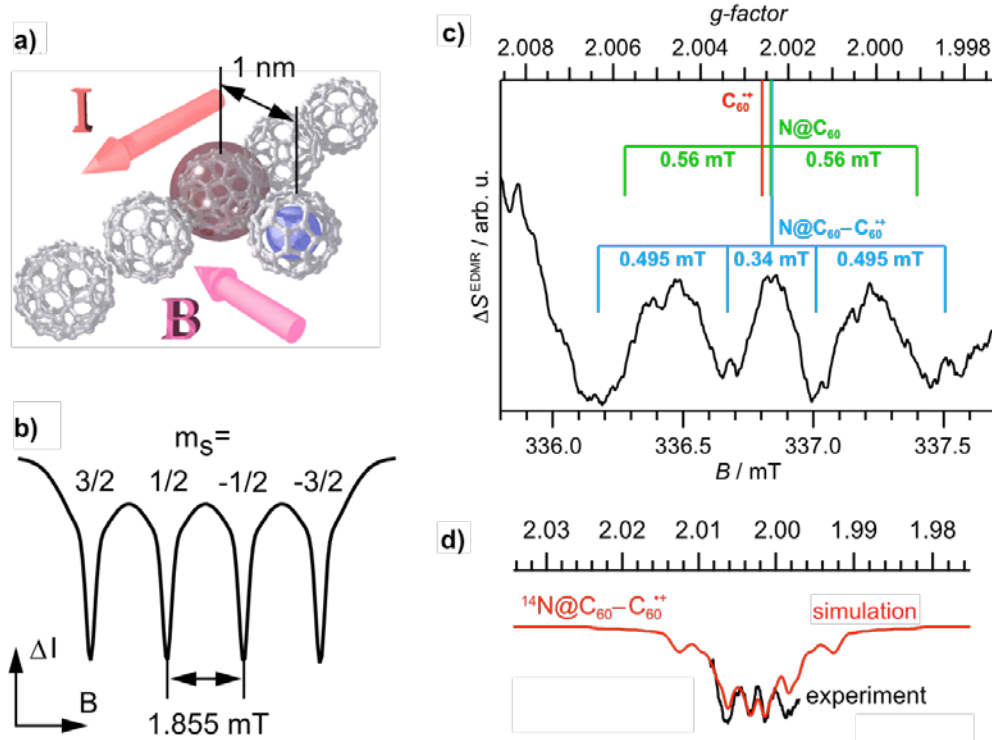 a)
1 nm
I
B
b)
mS=
3/2 1/2 -1/2 -3/2
ΔI
B
1.855 mT
c)
g-factor
2.008 2.006 2.004 2.002 2.000 1.998
C60•+
N@C60
0.56 mT 0.56 mT
N@C60–C60•+
0.495 mT 0.34 mT 0.495 mT
ΔS EDMR / arb. u.
336.0 336.5 337.0 337.5
B / mT
d)
2.03 2.02 2.01 2.00 1.99 1.98
14N@C60–C60•+
simulation
experiment